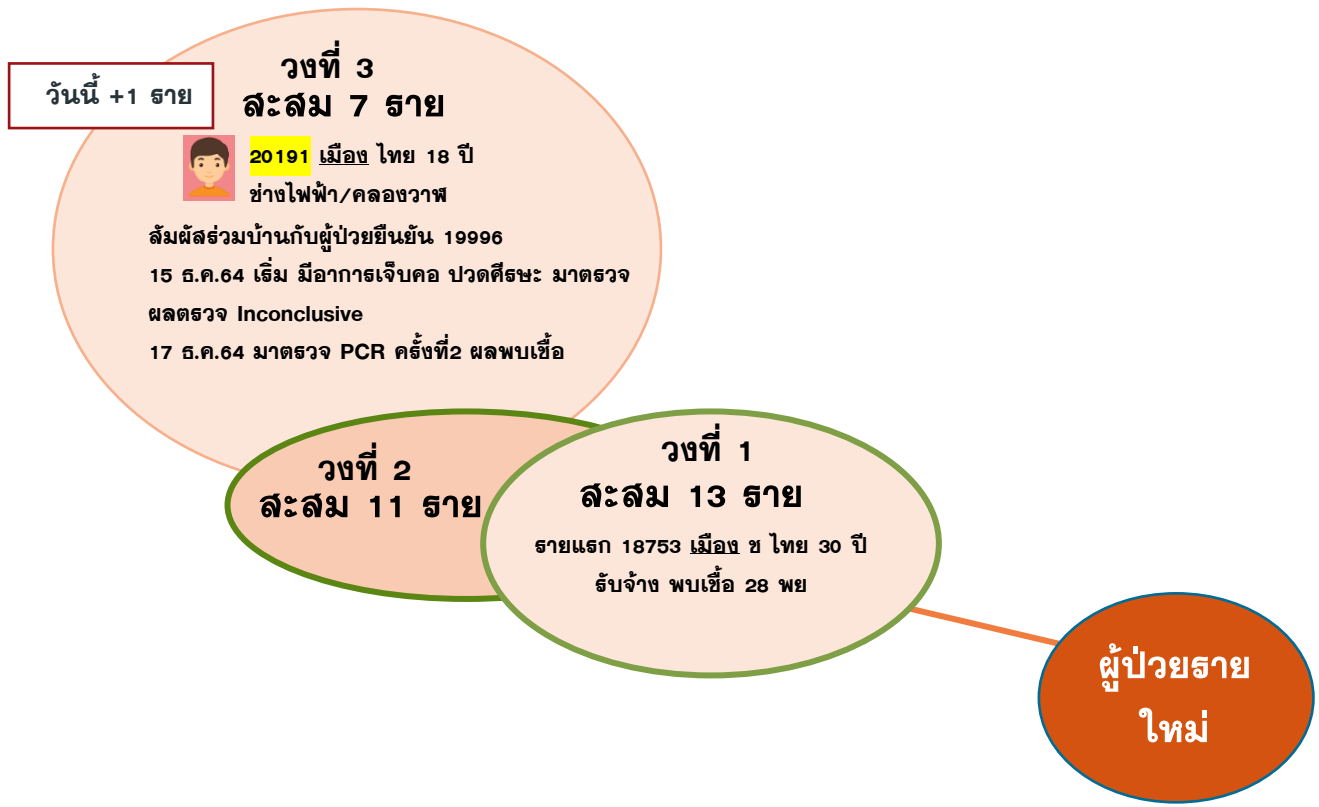 วงที่ 3
สะสม 7 ราย
วันนี้ +1 ราย
20191 เมือง ไทย 18 ปี
ช่างไฟฟ้า/คลองวาฬ
สัมผัสร่วมบ้านกับผู้ป่วยยืนยัน 19996
15 ธ.ค.64 เริ่ม มีอาการเจ็บคอ ปวดศีรษะ มาตรวจ
ผลตรวจ Inconclusive
17 ธ.ค.64 มาตรวจ PCR ครั้งที่2 ผลพบเชื้อ
วงที่ 2
สะสม 11 ราย
วงที่ 1
สะสม 13 ราย
รายแรก 18753 เมือง ช ไทย 30 ปี
รับจ้าง พบเชื้อ 28 พย
ผู้ป่วยราย
ใหม่